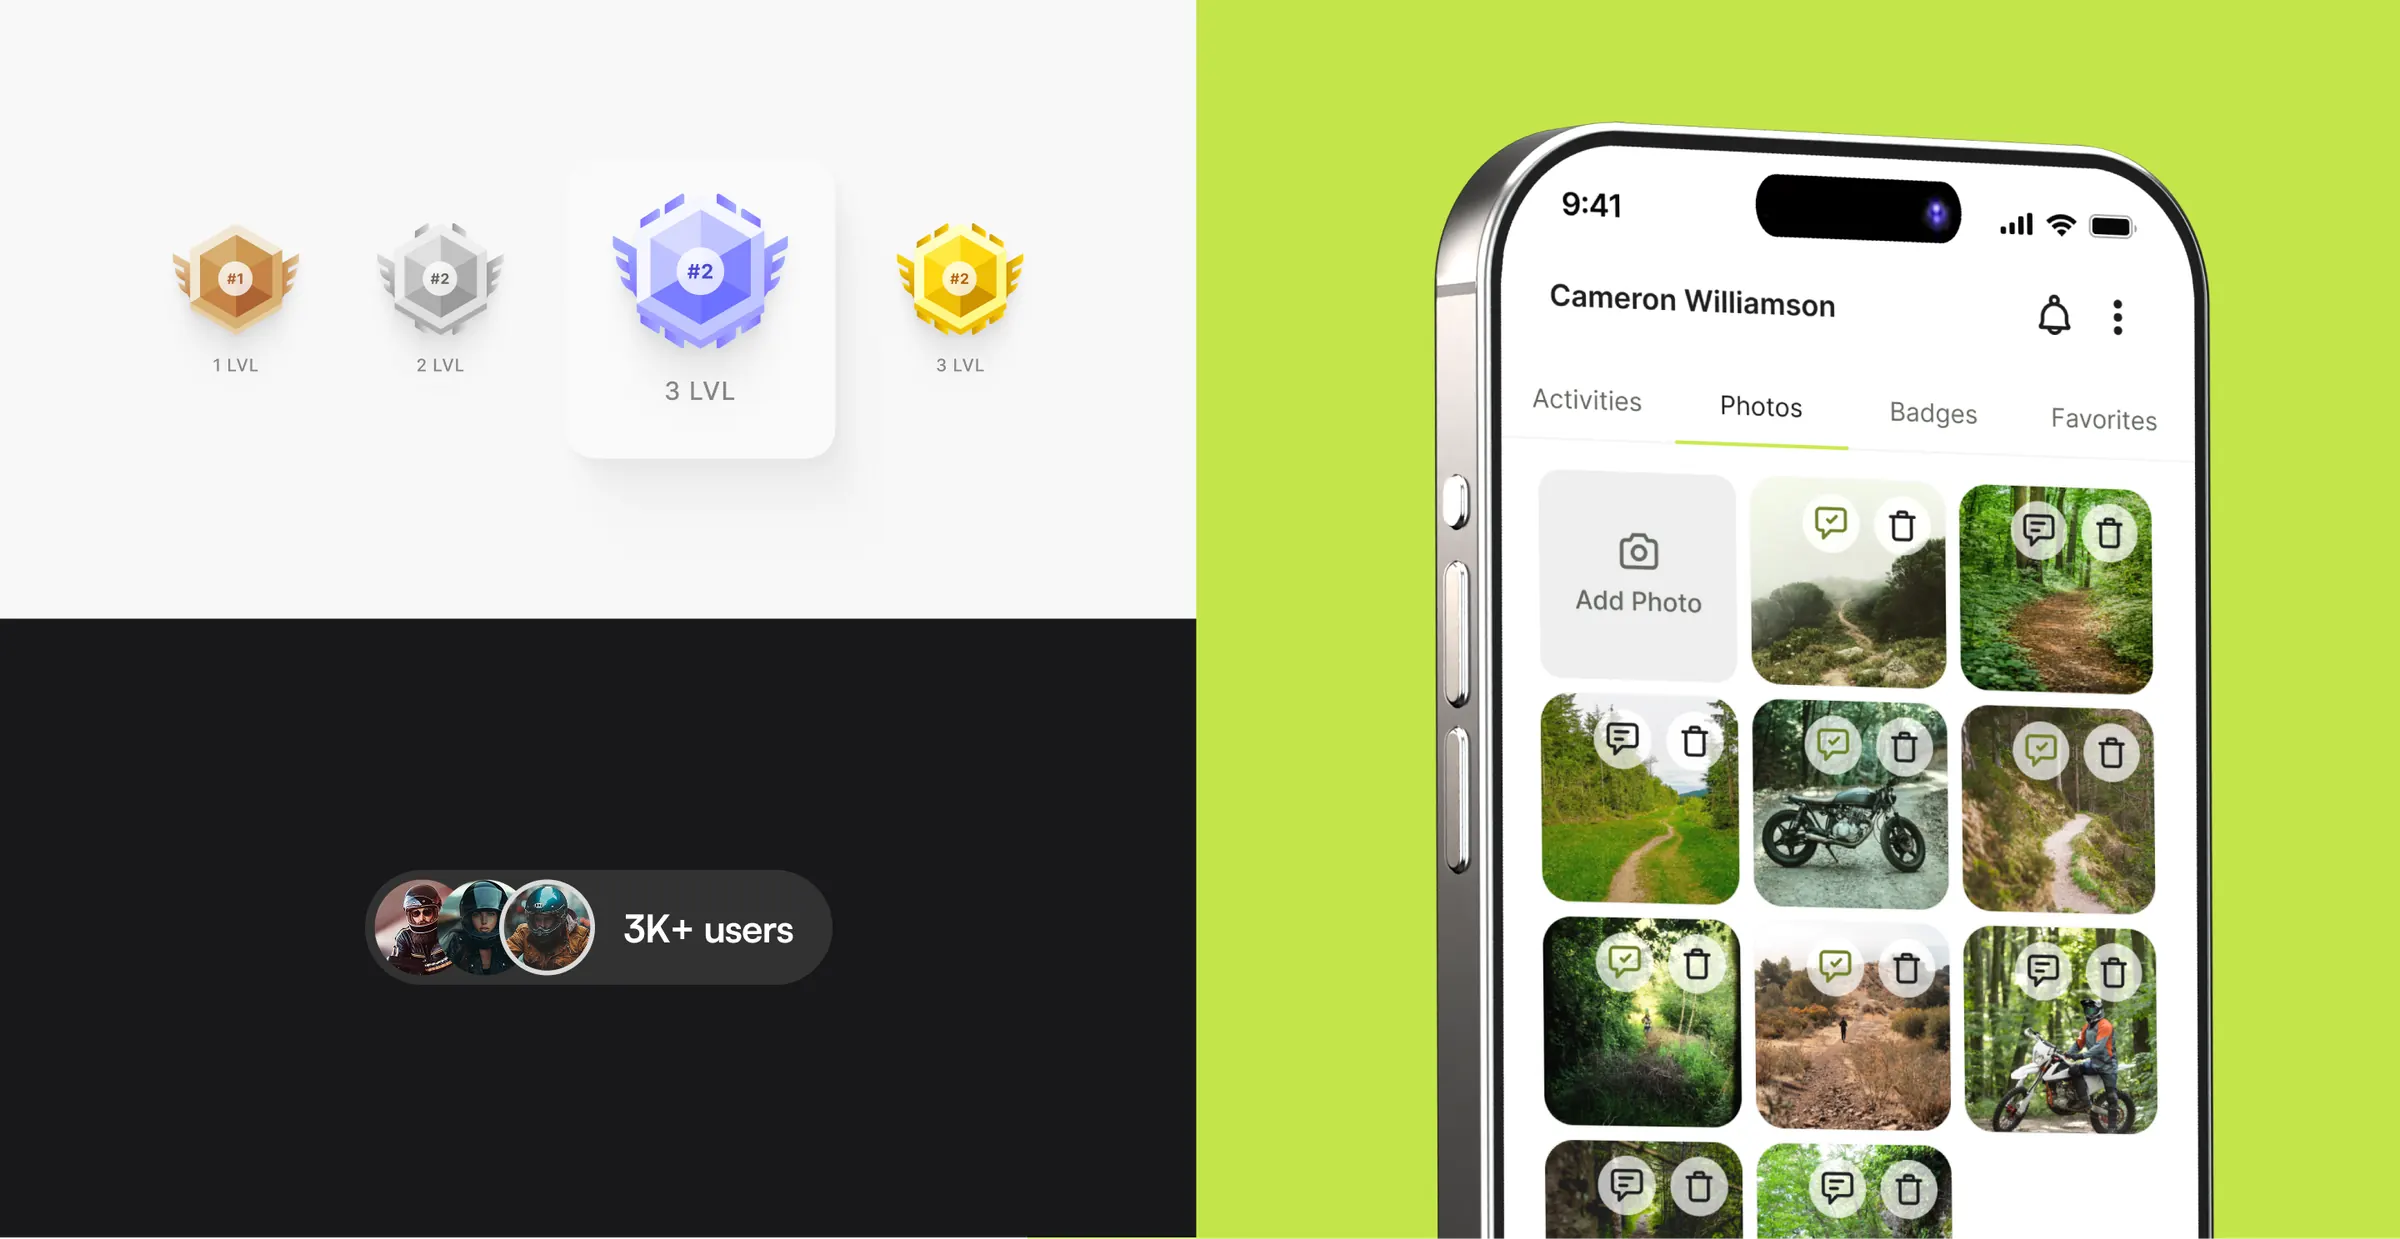 #1
1 LVL
#2
2 LVL
#2
3 LVL
#2
3 LVL
3K+ users
9:41
Cameron Williamson
Activities
Photos
Badges
Favorites
Add Photo